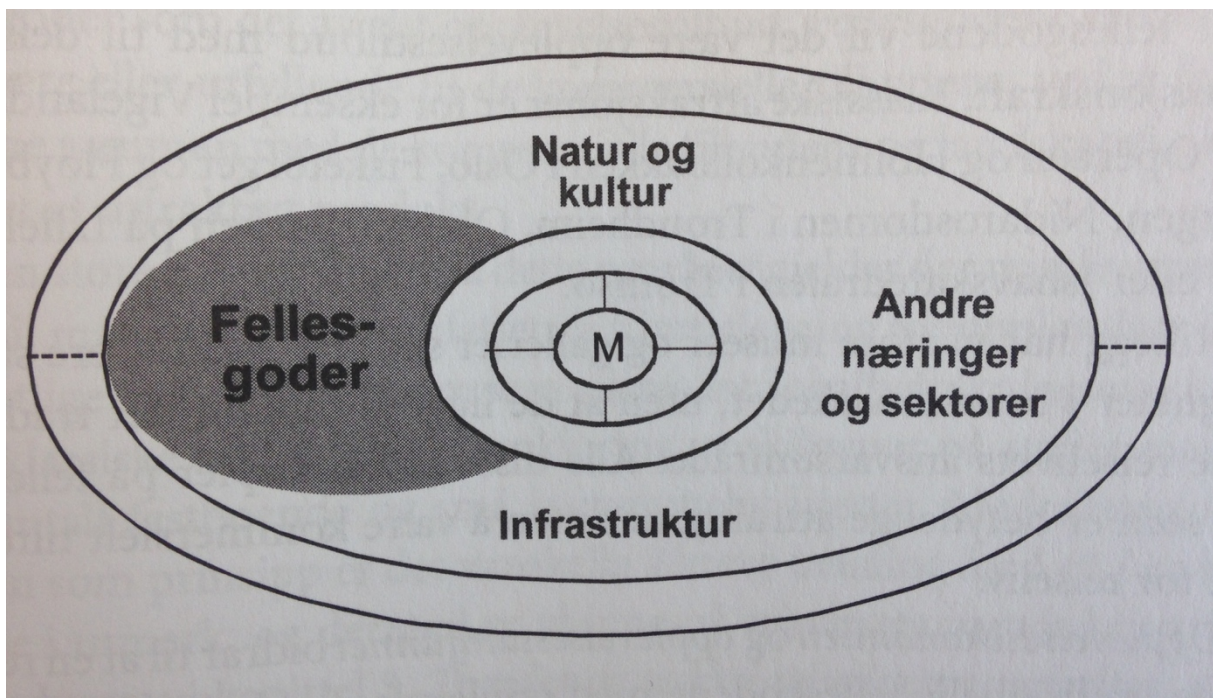 Natur og
kultur
Felles-
goder
M
Andre
næringer
og sektorer
Infrastruktur